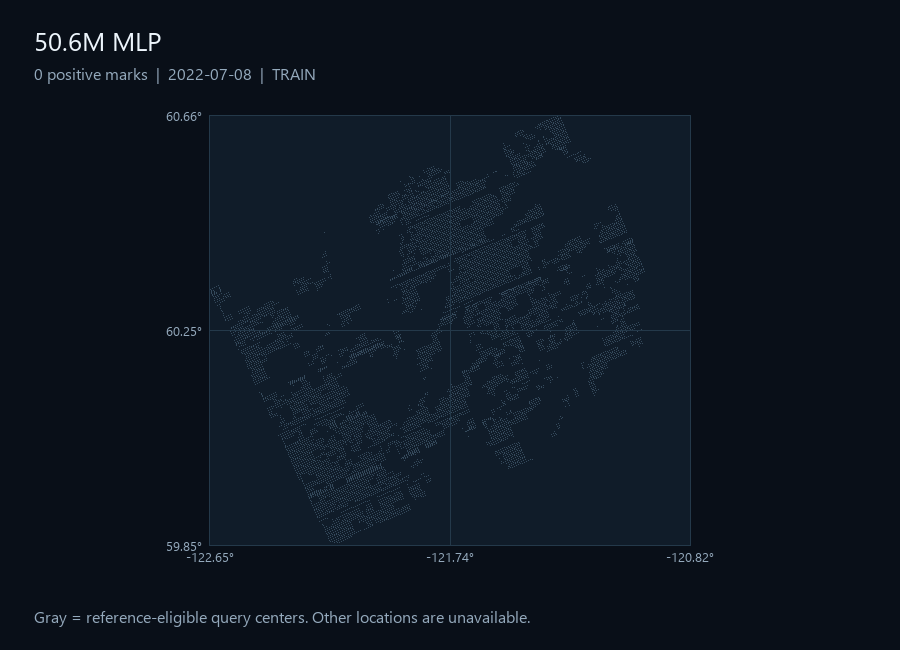 50.6M MLP
0 positive marks | 2022-07-08 | TRAIN
60.66°
60.25°
59.85°
-122.65° -121.74° -120.82°
Gray = reference-eligible query centers. Other locations are unavailable.